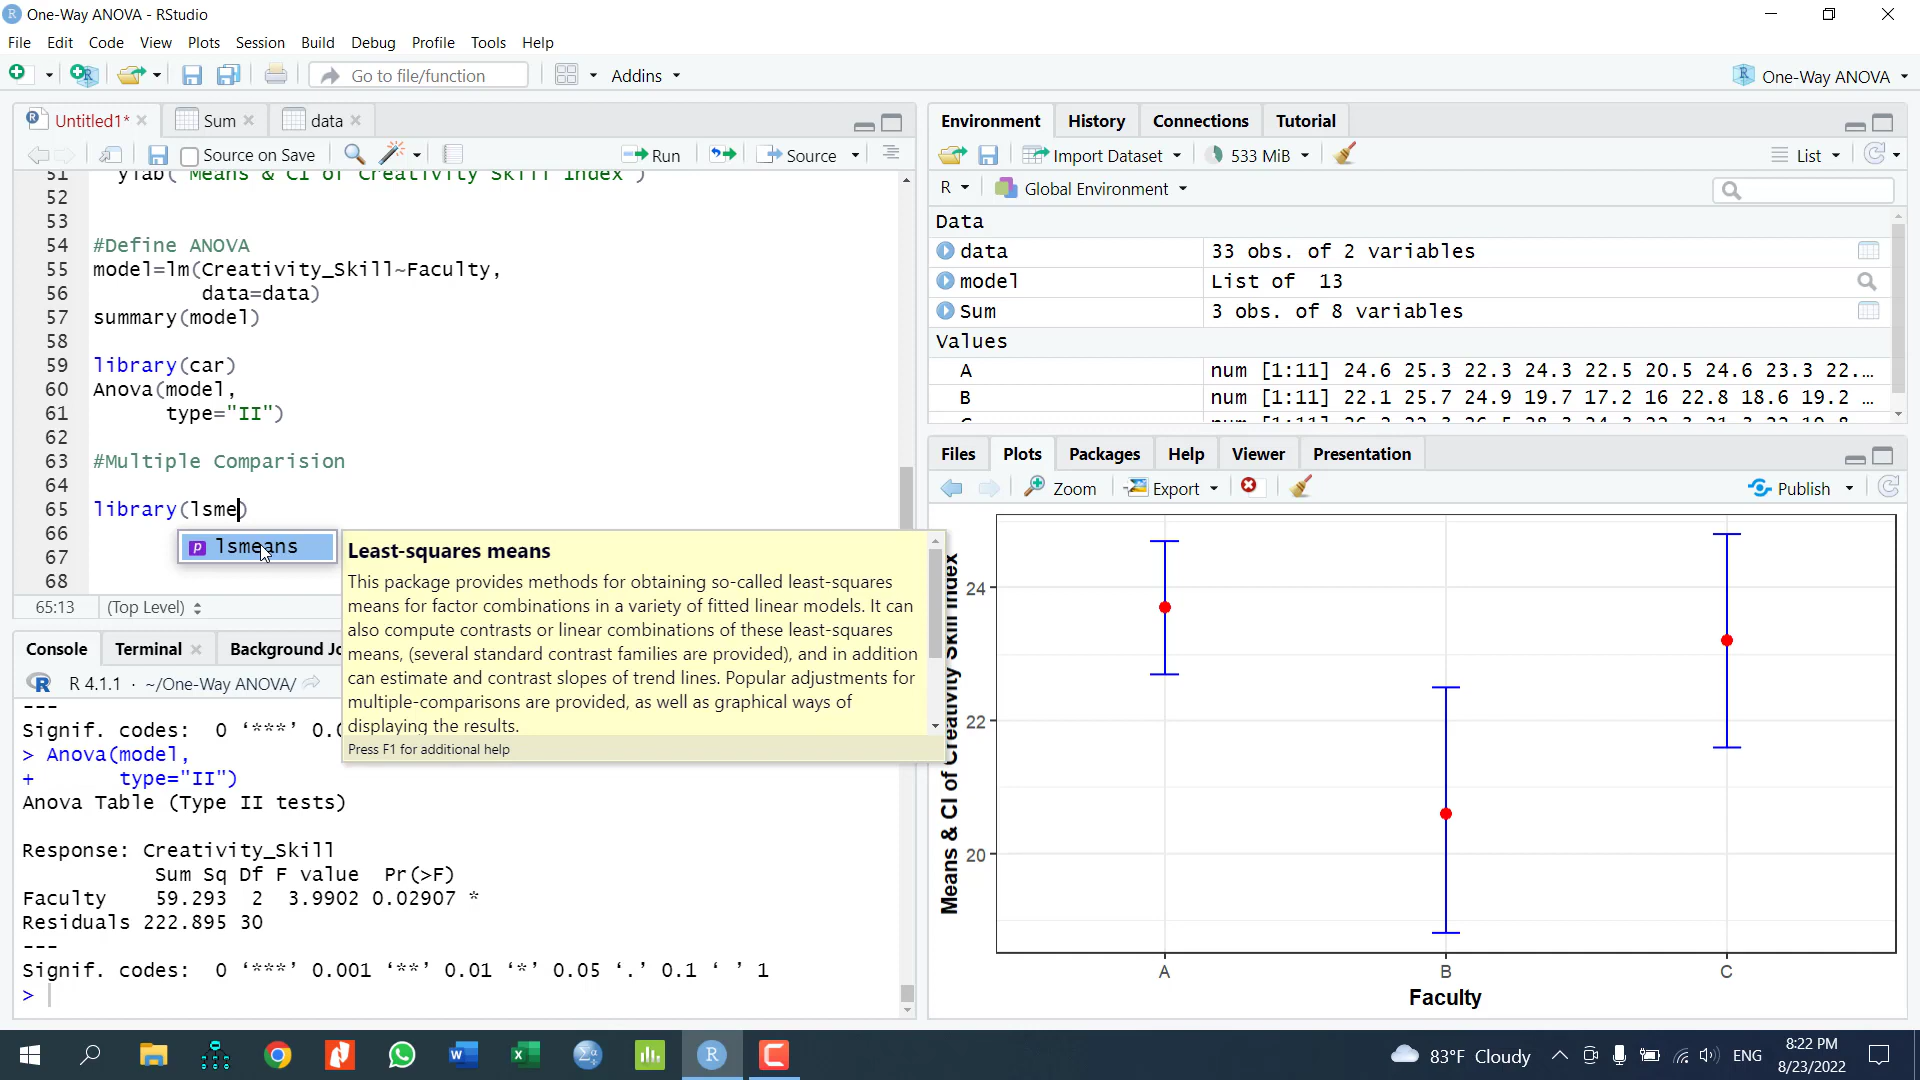 One-Way ANOVA - RStudio
File Edit Code View Plots Session Build Debug Profile Tools Help
Go to file/function Addins One-Way ANOVA
Untitled1* Sum data
Source on Save Run Source
51 ylab("Means & CI of Creativity Skill Index")
52
53
54 #Define ANOVA
55 model=lm(Creativity_Skill~Faculty,
56 data=data)
57 summary(model)
58
59 library(car)
60 Anova(model,
61 type="II")
62
63 #Multiple Comparision
64
65 library(lsme)
66
67
68
lsmeans
Least-squares means
This package provides methods for obtaining so-called least-squares
means for factor combinations in a variety of fitted linear models. It can
also compute contrasts or linear combinations of these least-squares
means, (several standard contrast families are provided), and in addition
can estimate and contrast slopes of trend lines. Popular adjustments for
multiple-comparisons are provided, as well as graphical ways of
displaying the results.
Press F1 for additional help
65:13 (Top Level)
Console Terminal Background Jo
R 4.1.1 · ~/One-Way ANOVA/
---
Signif. codes: 0 ‘***’ 0.0
> Anova(model,
+ type="II")
Anova Table (Type II tests)
Response: Creativity_Skill
Sum Sq Df F value Pr(>F)
Faculty 59.293 2 3.9902 0.02907 *
Residuals 222.895 30
---
Signif. codes: 0 ‘***’ 0.001 ‘**’ 0.01 ‘*’ 0.05 ‘.’ 0.1 ‘ ’ 1
>
Environment History Connections Tutorial
Import Dataset 533 MiB List
R Global Environment
Data
data 33 obs. of 2 variables
model List of 13
Sum 3 obs. of 8 variables
Values
A num [1:11] 24.6 25.3 22.3 24.3 22.5 20.5 24.6 23.3 22.…
B num [1:11] 22.1 25.7 24.9 19.7 17.2 16 22.8 18.6 19.2 …
Files Plots Packages Help Viewer Presentation
Zoom Export Publish
Means & CI of Creativity Skill Index
24
22
20
A B C
Faculty
83°F Cloudy ENG
8:22 PM
8/23/2022